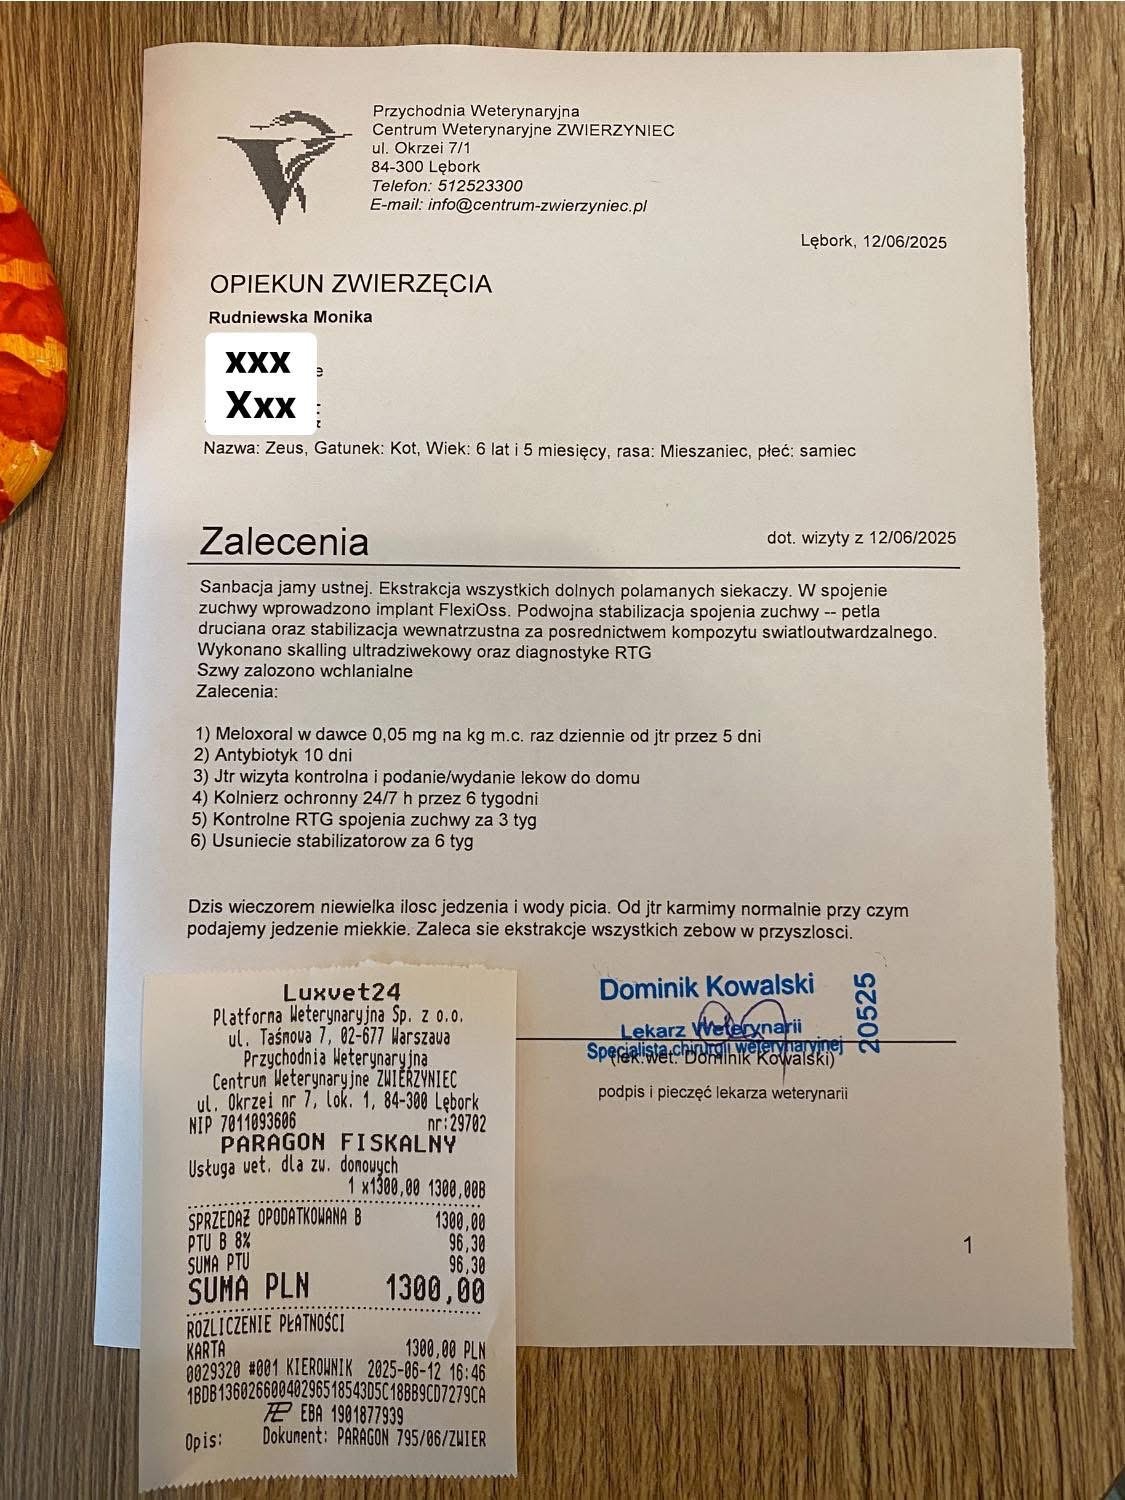 Przychodnia Weterynaryjna
Centrum Weterynaryjne ZWIERZYNIEC
ul. Okrzei 7/1
84-300 Lębork
Telefon: 512523300
E-mail: info@centrum-zwierzyniec.pl
Lębork, 12/06/2025
OPIEKUN ZWIERZĘCIA
Rudniewska Monika
xxx
Xxx
Nazwa: Zeus, Gatunek: Kot, Wiek: 6 lat i 5 miesięcy, rasa: Mieszaniec, płeć: samiec
Zalecenia
dot. wizyty z 12/06/2025
Sanbacja jamy ustnej. Ekstrakcja wszystkich dolnych polamanych siekaczy. W spojenie
zuchwy wprowadzono implant FlexiOss. Podwojna stabilizacja spojenia zuchwy -- petla
druciana oraz stabilizacja wewnatrzustna za posrednictwem kompozytu swiatloutwardzalnego.
Wykonano skalling ultradziwekowy oraz diagnostyke RTG
Szwy zalozono wchlanialne
Zalecenia:
1) Meloxoral w dawce 0,05 mg na kg m.c. raz dziennie od jtr przez 5 dni
2) Antybiotyk 10 dni
3) Jtr wizyta kontrolna i podanie/wydanie lekow do domu
4) Kolnierz ochronny 24/7 h przez 6 tygodni
5) Kontrolne RTG spojenia zuchwy za 3 tyg
6) Usuniecie stabilizatorow za 6 tyg
Dzis wieczorem niewielka ilosc jedzenia i wody picia. Od jtr karmimy normalnie przy czym
podajemy jedzenie miekkie. Zaleca sie ekstrakcje wszystkich zebow w przyszlosci.
Dominik Kowalski
Lekarz Weterynarii
Specjalista chirurgii weterynaryjnej
20525
(lek.wet. Dominik Kowalski)
podpis i pieczęć lekarza weterynarii
1
Luxvet24
Platforma Weterynaryjna Sp. z o.o.
ul. Taśmowa 7, 02-677 Warszawa
Przychodnia Weterynaryjna
Centrum Weterynaryjne ZWIERZYNIEC
ul. Okrzei nr 7, lok. 1, 84-300 Lębork
NIP 7011093606 nr:29702
PARAGON FISKALNY
Usługa wet. dla zw. domowych
1 x1300,00 1300,00B
SPRZEDAŻ OPODATKOWANA B 1300,00
PTU B 8% 96,30
SUMA PTU 96,30
SUMA PLN 1300,00
ROZLICZENIE PŁATNOŚCI
KARTA 1300,00 PLN
0029320 #001 KIEROWNIK 2025-06-12 16:46
1BDB13602660040296518543D5C18BB9CD7279CA
EBA 1901877939
Opis: Dokument: PARAGON 795/06/ZWIER